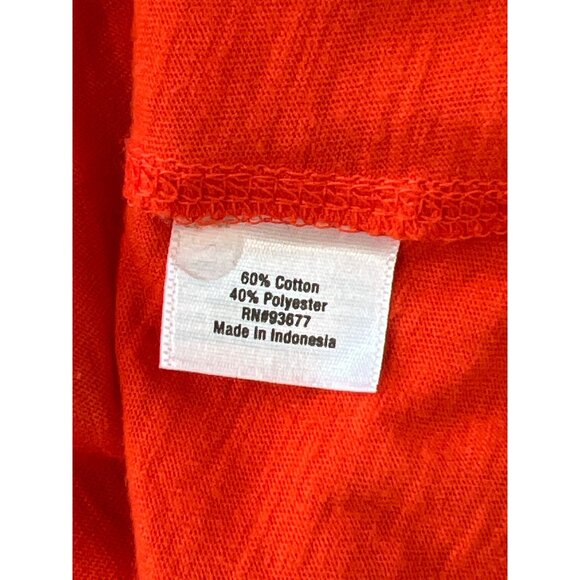 60% Cotton
40% Polyester
RN#93677
Made in Indonesia